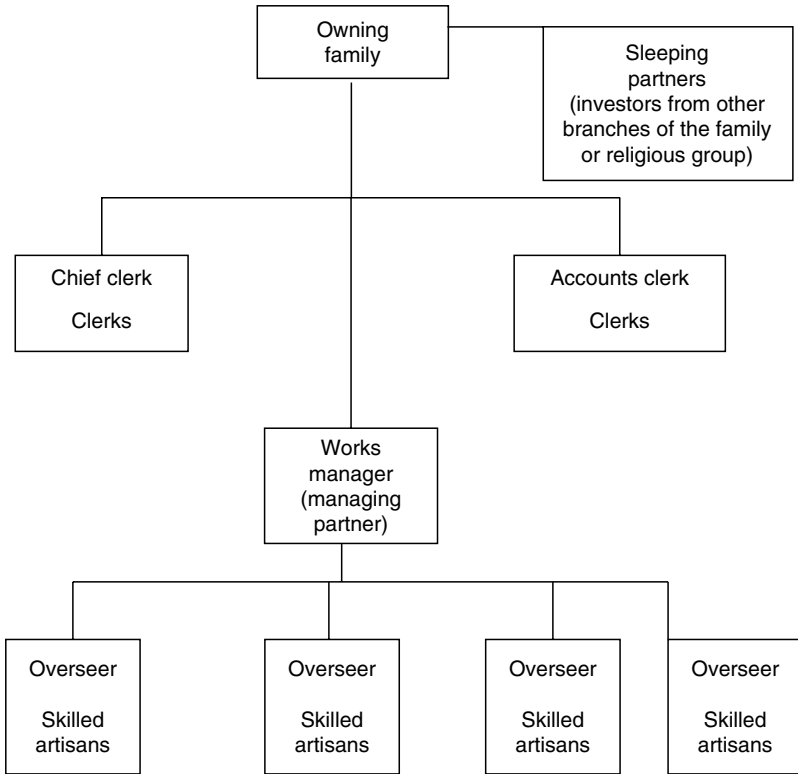 Owning
family
Sleeping
partners
(investors from other
branches of the family
or religious group)
Chief clerk
Clerks
Accounts clerk
Clerks
Works
manager
(managing
partner)
Overseer
Skilled
artisans
Overseer
Skilled
artisans
Overseer
Skilled
artisans
Overseer
Skilled
artisans